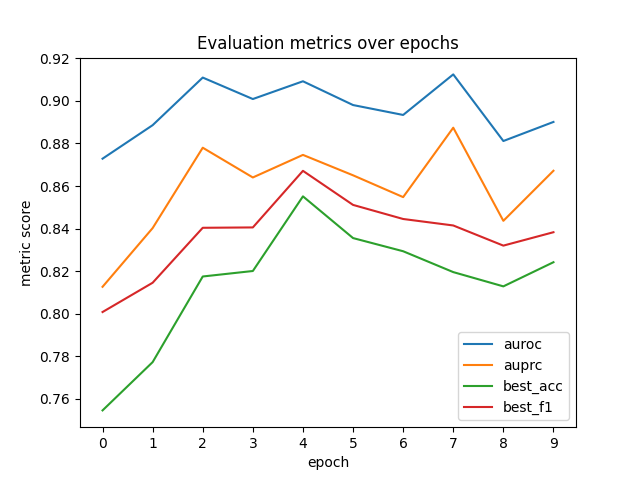 Evaluation metrics over epochs
metric score
0.92
0.90
0.88
0.86
0.84
0.82
0.80
0.78
0.76
auroc
auprc
best_acc
best_f1
0 1 2 3 4 5 6 7 8 9
epoch